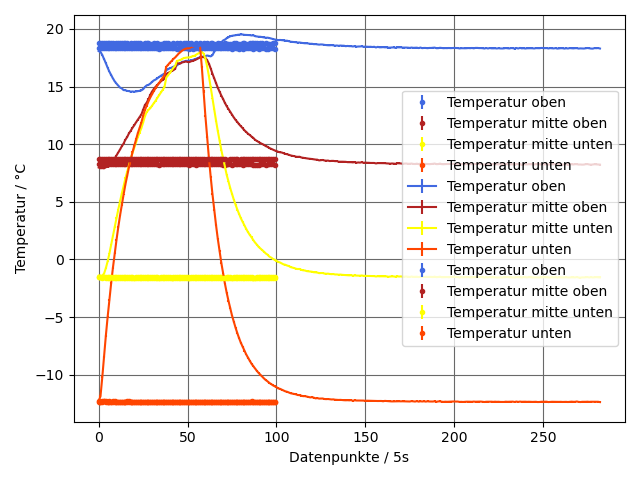 20
15
10
5
0
−5
−10
Temperatur / °C
0
50
100
150
200
250
Datenpunkte / 5s
Temperatur oben
Temperatur mitte oben
Temperatur mitte unten
Temperatur unten
Temperatur oben
Temperatur mitte oben
Temperatur mitte unten
Temperatur unten
Temperatur oben
Temperatur mitte oben
Temperatur mitte unten
Temperatur unten